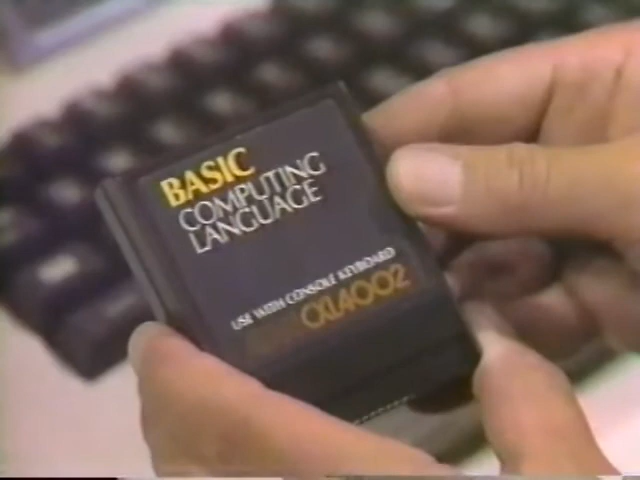 BASIC
COMPUTING
LANGUAGE
USE WITH CONSOLE KEYBOARD
CXL4002